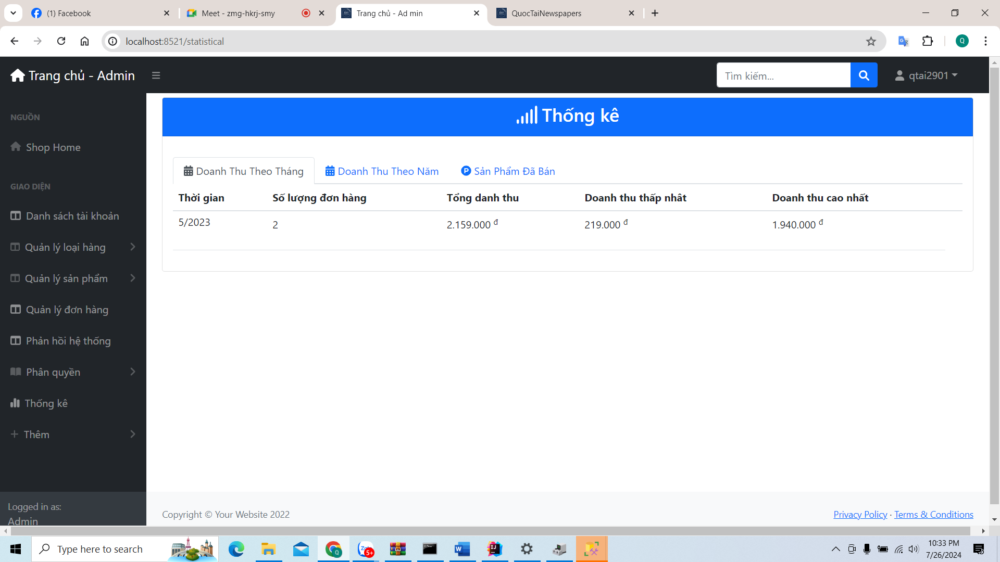 (1) Facebook
Meet - zmg-hkrj-smy
Trang chủ - Ad min
QuocTaiNewspapers
localhost:8521/statistical
Q
Trang chủ - Admin
Tìm kiếm...
qtai2901
NGUỒN
Shop Home
GIAO DIỆN
Danh sách tài khoản
Quản lý loại hàng
Quản lý sản phẩm
Quản lý đơn hàng
Phản hồi hệ thống
Phân quyền
Thống kê
Thêm
Logged in as:
Admin
Thống kê
Doanh Thu Theo Tháng
Doanh Thu Theo Năm
Sản Phẩm Đã Bán
Thời gian
Số lượng đơn hàng
Tổng danh thu
Doanh thu thấp nhât
Doanh thu cao nhất
5/2023
2
2.159.000 đ
219.000 đ
1.940.000 đ
Copyright © Your Website 2022
Privacy Policy · Terms & Conditions
Type here to search
5+
10:33 PM
7/26/2024